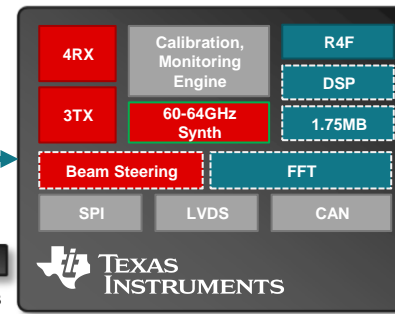 4RX
Calibration,
Monitoring
Engine
R4F
DSP
3TX
60-64GHz
Synth
1.75MB
Beam Steering
FFT
SPI
LVDS
CAN
TEXAS
INSTRUMENTS